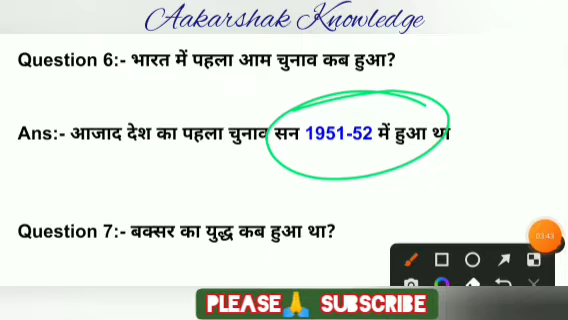 Aakarshak Knowledge
Question 6:- भारत में पहला आम चुनाव कब हुआ?
Ans:- आजाद देश का पहला चुनाव सन 1951-52 में हुआ था
Question 7:- बक्सर का युद्ध कब हुआ था?
03:43
PLEASE🙏 SUBSCRIBE